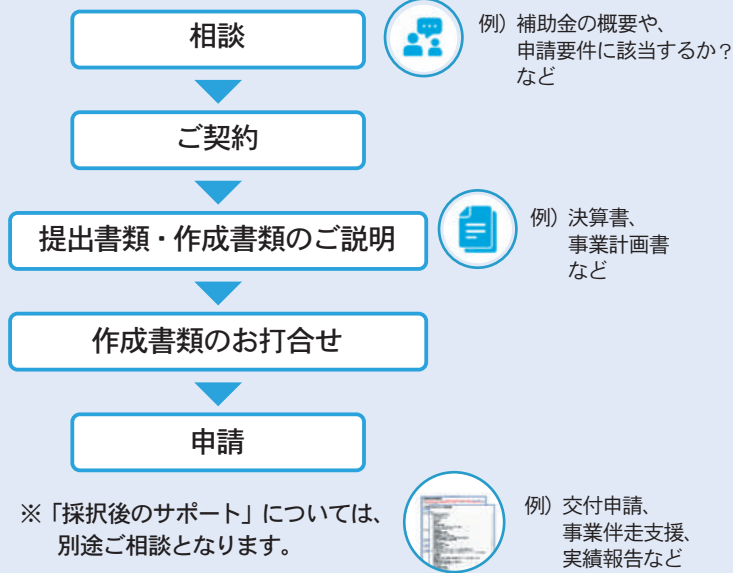 相談
例）補助金の概要や、
申請要件に該当するか？
など
ご契約
提出書類・作成書類のご説明
例）決算書、
事業計画書
など
作成書類のお打合せ
申請
※「採択後のサポート」については、
別途ご相談となります。
例）交付申請、
事業伴走支援、
実績報告など